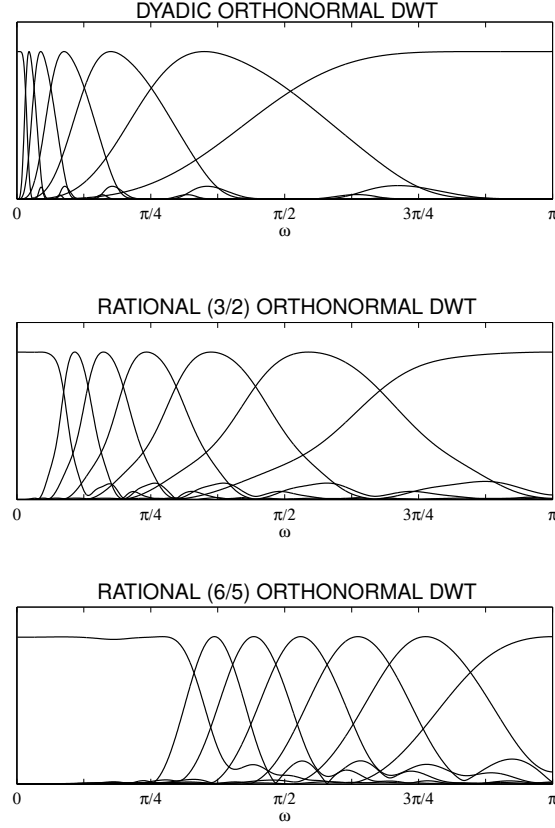 DYADIC ORTHONORMAL DWT
0 π/4 π/2 3π/4 π
ω
RATIONAL (3/2) ORTHONORMAL DWT
0 π/4 π/2 3π/4 π
ω
RATIONAL (6/5) ORTHONORMAL DWT
0 π/4 π/2 3π/4 π
ω